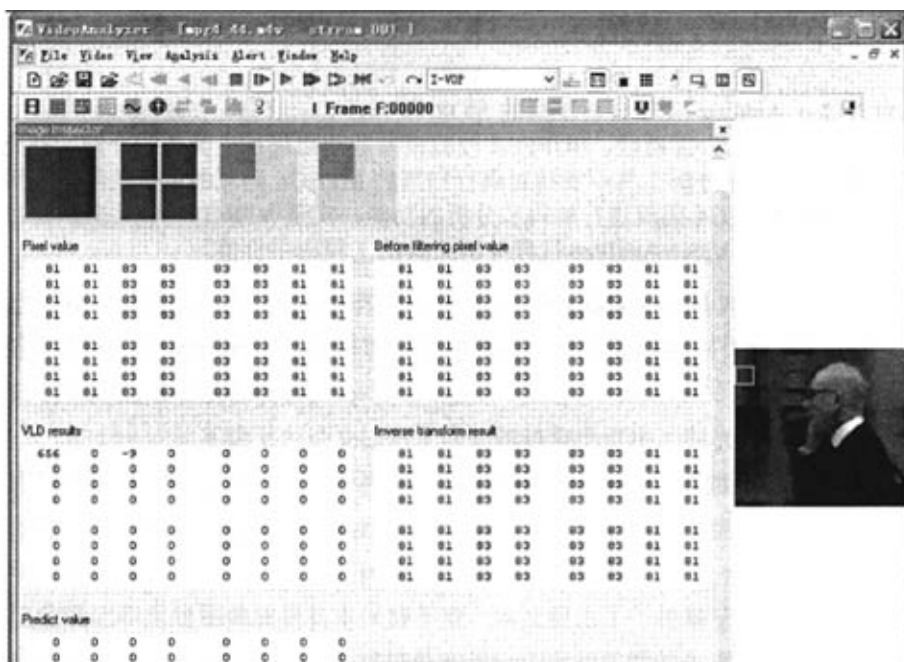 VideoAnalyzer
File Video View Analysis Alert Window Help
I-VOP
I Frame F:00000
Image Inspector
Pixel value Before filtering pixel value
81 81 83 83 83 83 81 81 81 81 83 83 83 83 81 81
81 81 83 83 83 83 81 81 81 81 83 83 83 83 81 81
81 81 83 83 83 83 81 81 81 81 83 83 83 83 81 81
81 81 83 83 83 83 81 81 81 81 83 83 83 83 81 81
81 81 83 83 83 83 81 81 81 81 83 83 83 83 81 81
81 81 83 83 83 83 81 81 81 81 83 83 83 83 81 81
81 81 83 83 83 83 81 81 81 81 83 83 83 83 81 81
81 81 83 83 83 83 81 81 81 81 83 83 83 83 81 81
VLD results Inverse transform result
656 0 -9 0 0 0 0 0 81 81 83 83 83 83 81 81
0 0 0 0 0 0 0 0 81 81 83 83 83 83 81 81
0 0 0 0 0 0 0 0 81 81 83 83 83 83 81 81
0 0 0 0 0 0 0 0 81 81 83 83 83 83 81 81
0 0 0 0 0 0 0 0 81 81 83 83 83 83 81 81
0 0 0 0 0 0 0 0 81 81 83 83 83 83 81 81
0 0 0 0 0 0 0 0 81 81 83 83 83 83 81 81
0 0 0 0 0 0 0 0 81 81 83 83 83 83 81 81
Predict value
0 0 0 0 0 0 0 0
0 0 0 0 0 0 0 0